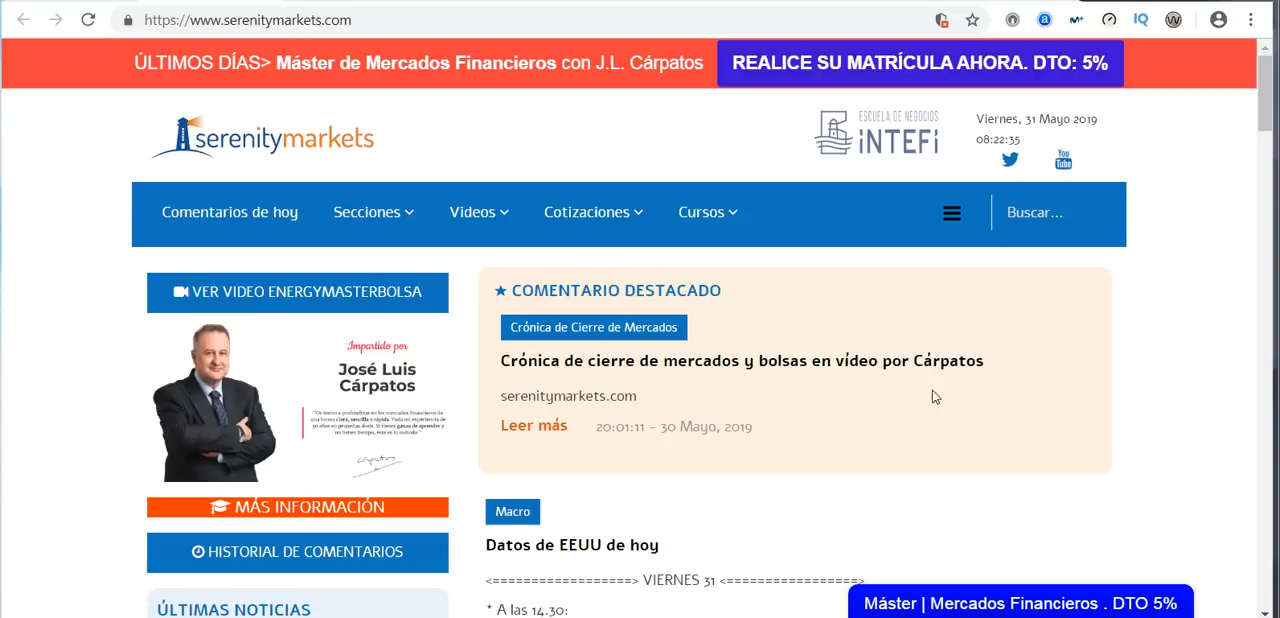 https://www.serenitymarkets.com
ÚLTIMOS DÍAS> Máster de Mercados Financieros con J.L. Cárpatos
REALICE SU MATRÍCULA AHORA. DTO: 5%
serenitymarkets
ESCUELA DE NEGOCIOS
INTEFI
Viernes, 31 Mayo 2019
08:22:35
You
Tube
Comentarios de hoy
Secciones
Videos
Cotizaciones
Cursos
Buscar...
VER VIDEO ENERGYMASTERBOLSA
Impartido por
José Luis
Cárpatos
MÁS INFORMACIÓN
HISTORIAL DE COMENTARIOS
ÚLTIMAS NOTICIAS
★ COMENTARIO DESTACADO
Crónica de Cierre de Mercados
Crónica de cierre de mercados y bolsas en vídeo por Cárpatos
serenitymarkets.com
Leer más
20:01:11 - 30 Mayo, 2019
Macro
Datos de EEUU de hoy
<==================> VIERNES 31 <=================>
* A las 14.30:
Máster | Mercados Financieros . DTO 5%